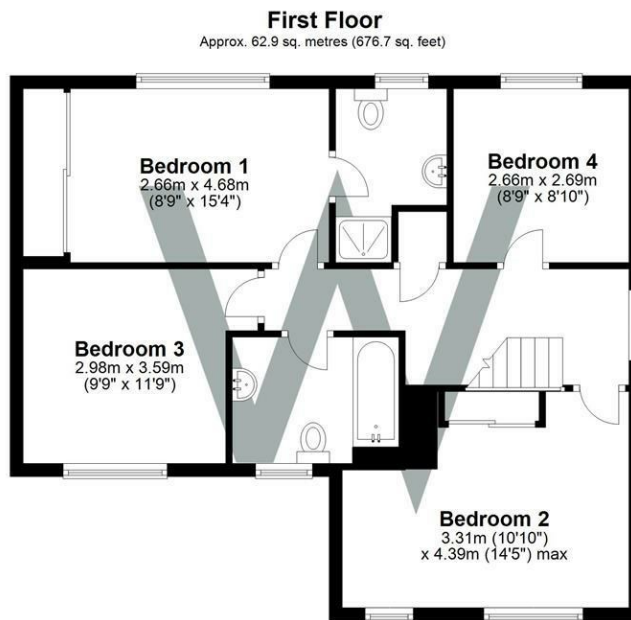 First Floor
Approx. 62.9 sq. metres (676.7 sq. feet)
Bedroom 1
2.66m x 4.68m
(8'9" x 15'4")
Bedroom 4
2.66m x 2.69m
(8'9" x 8'10")
Bedroom 3
2.98m x 3.59m
(9'9" x 11'9")
Bedroom 2
3.31m (10'10")
x 4.39m (14'5") max
W